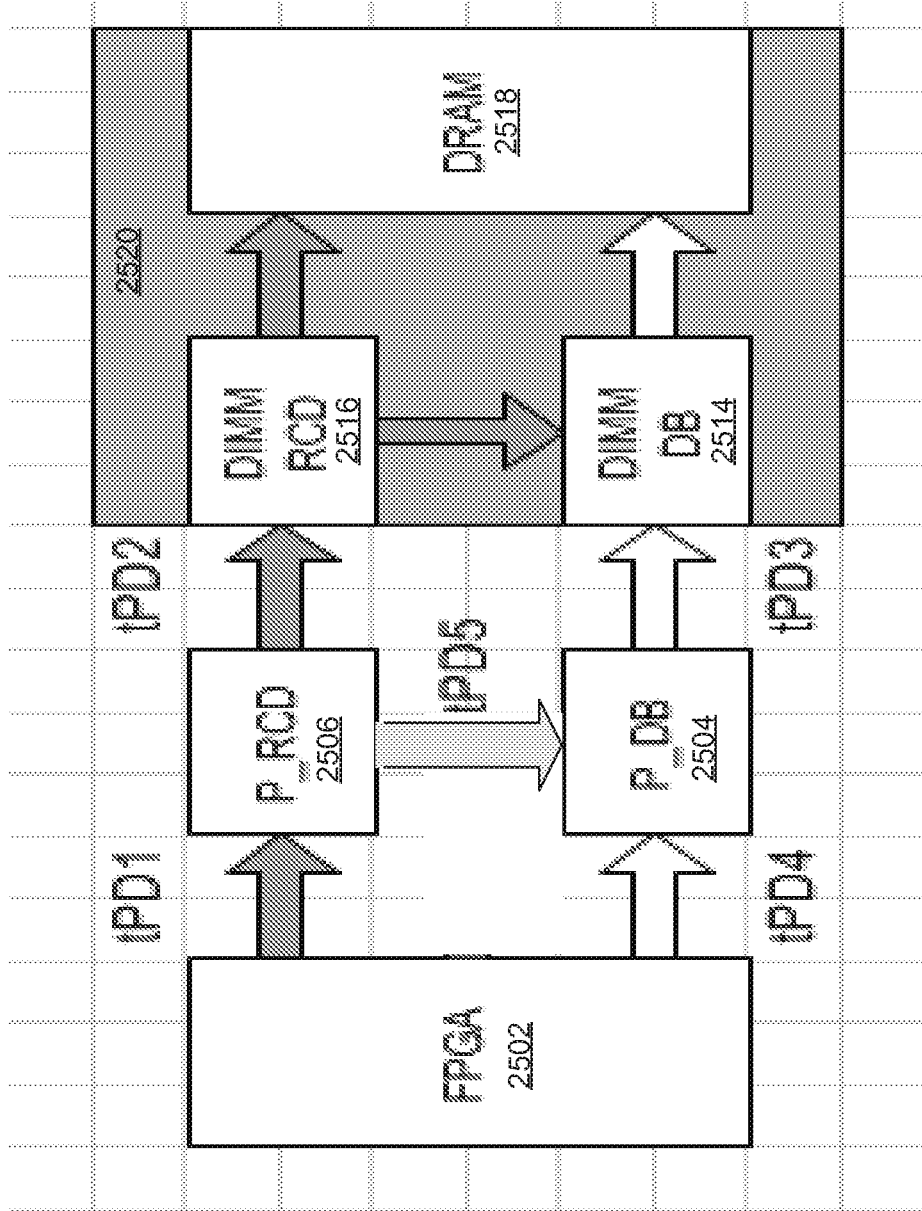 2520
DRAM
2518
DIMM
RCD
2516
DIMM
DB
2514
tPD2
tPD3
tPD5
P_RCD
2506
P_DB
2504
tPD1
tPD4
FPGA
2502